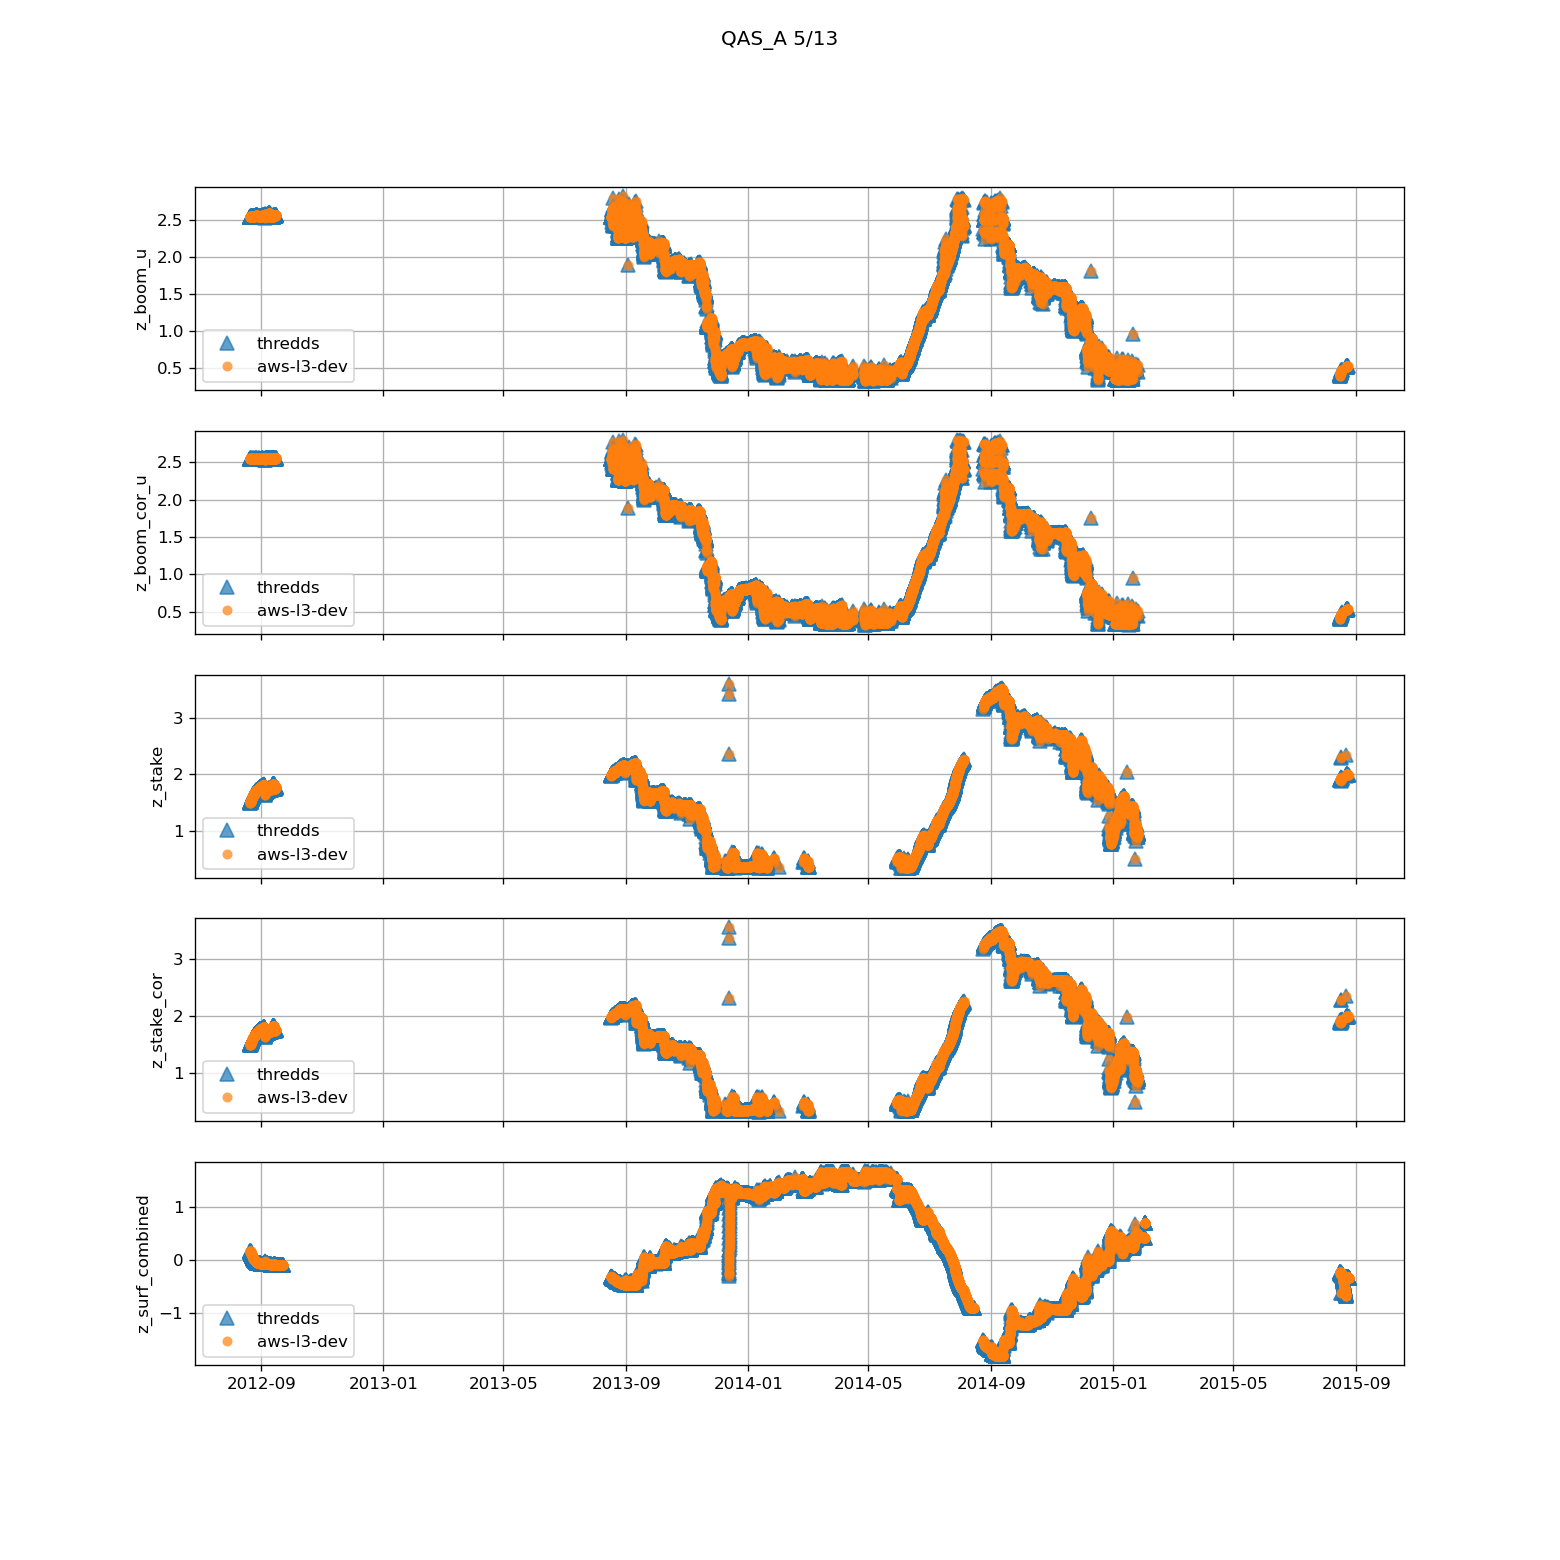 QAS_A 5/13
z_boom_u
2.5
2.0
1.5
1.0
0.5
thredds
aws-l3-dev
z_boom_cor_u
2.5
2.0
1.5
1.0
0.5
thredds
aws-l3-dev
z_stake
3
2
1
thredds
aws-l3-dev
z_stake_cor
3
2
1
thredds
aws-l3-dev
z_surf_combined
1
0
−1
thredds
aws-l3-dev
2012-09 2013-01 2013-05 2013-09 2014-01 2014-05 2014-09 2015-01 2015-05 2015-09